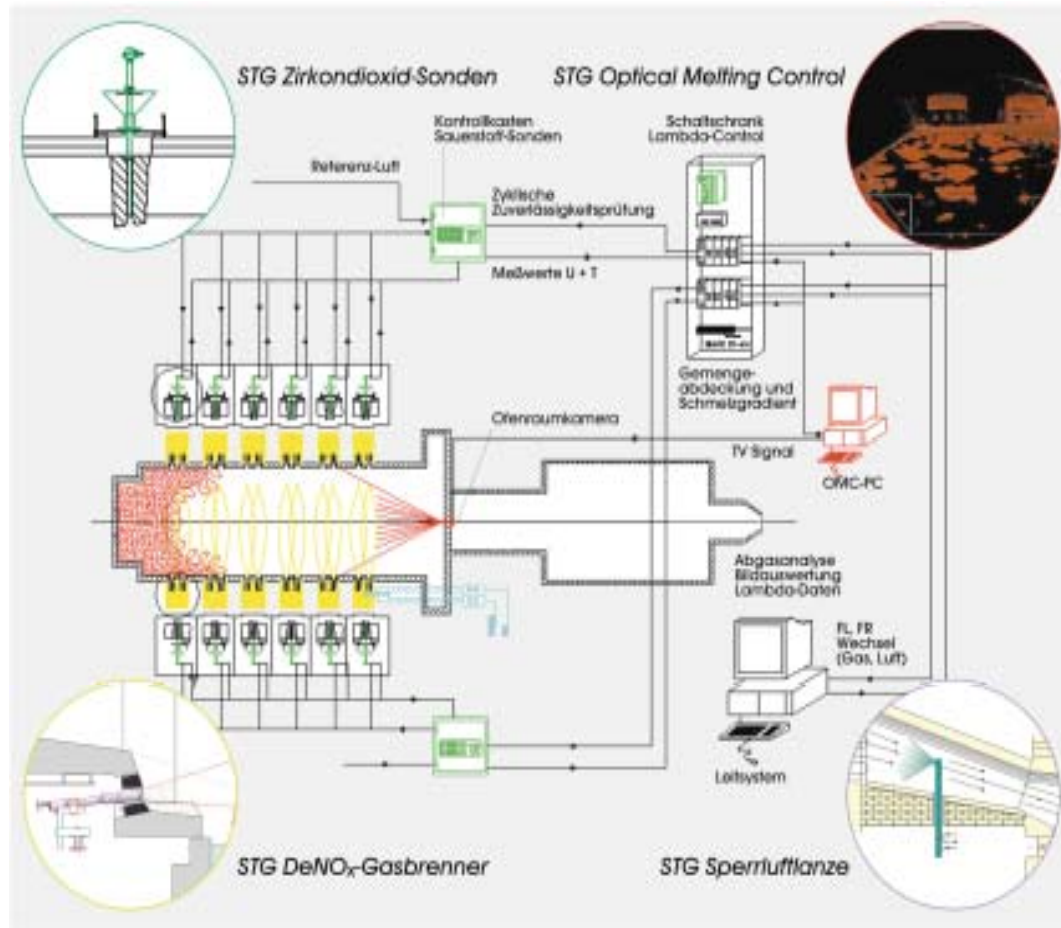 STG Zirkondioxid-Sonden
STG Optical Melting Control
Kontrollkasten
Sauerstoff-Sonden
Schaltschrank
Lambda-Control
Referenz-Luft
Zyklische
Zuverlässigkeitsprüfung
Meßwerte U + T
Gemenge-
abdeckung und
Schmelzgradient
Ofenraumkamera
TV Signal
OMC-PC
Abgasanalyse
Bildauswertung
Lambda-Daten
FL, FR
Wechsel
(Gas, Luft)
Leitsystem
STG DeNOx-Gasbrenner
STG Sperrluftlanze